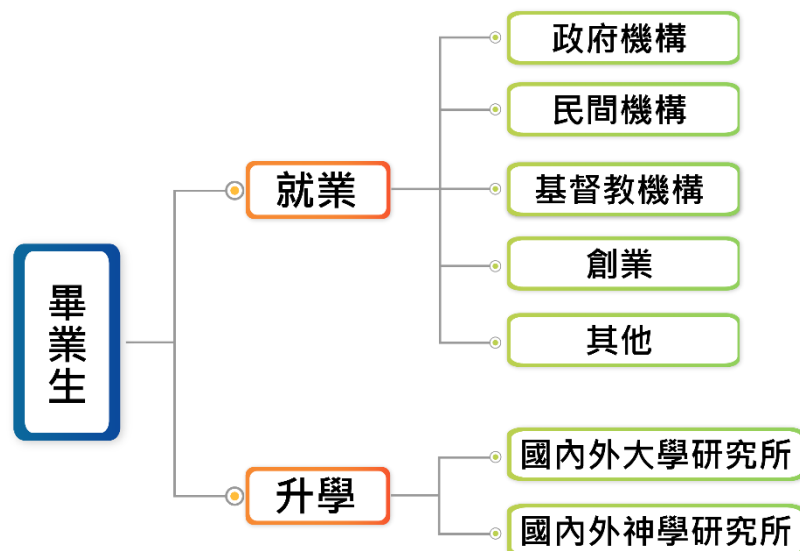 畢業生
就業
政府機構
民間機構
基督教機構
創業
其他
升學
國內外大學研究所
國內外神學研究所